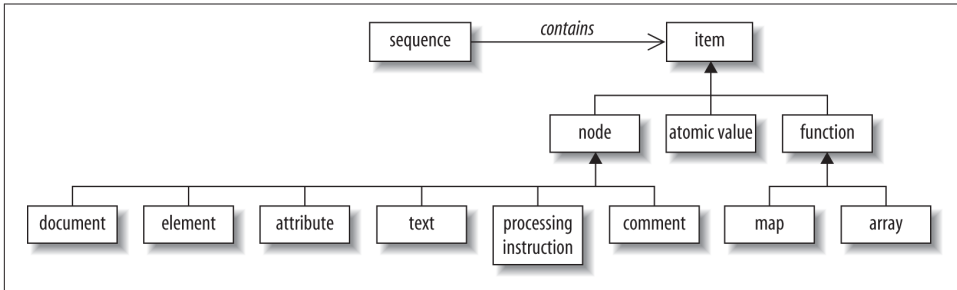 sequence
contains
item
node
atomic value
function
document
element
attribute
text
processing
instruction
comment
map
array